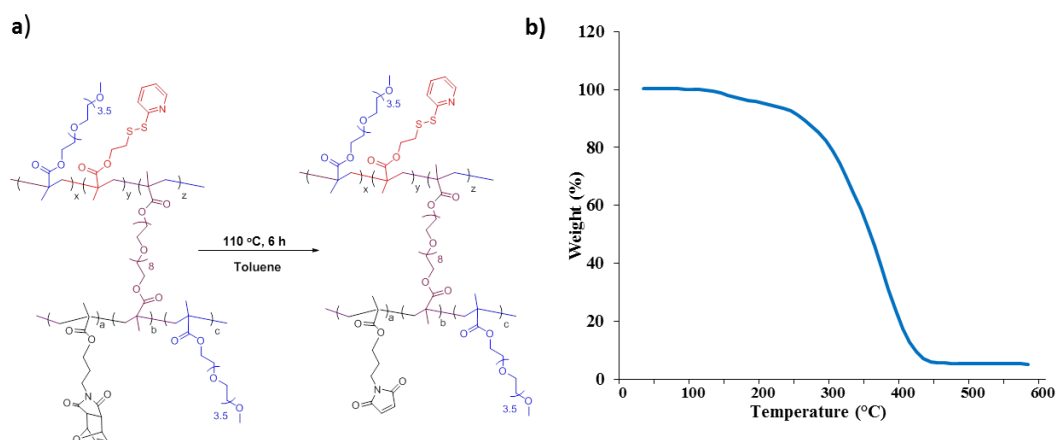 a)
b)
O
3.5
N
S
S
O
O
O
O
x
y
z
O
O
O
8
O
O
110 °C, 6 h
Toluene
a
b
c
O
O
O
O
N
O
O
O
O
3.5
O
O
3.5
N
S
S
O
O
O
O
x
y
z
O
O
O
8
O
O
a
b
c
O
O
O
O
N
O
O
O
O
3.5
O
120
100
80
60
40
20
0
Weight (%)
0
100
200
300
400
500
600
Temperature (°C)